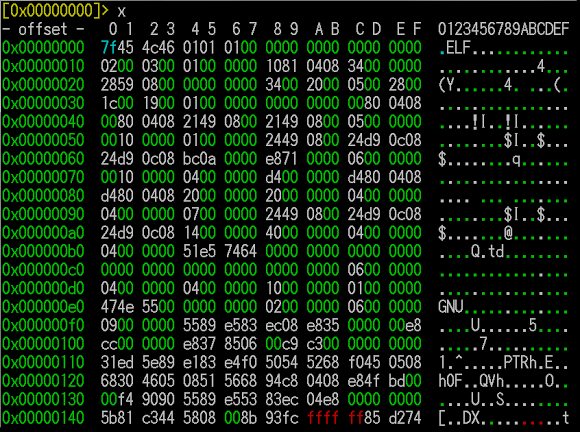 [0x00000000]> x
- offset -   0 1  2 3  4 5  6 7  8 9  A B  C D  E F  0123456789ABCDEF
0x00000000  7f45 4c46 0101 0100 0000 0000 0000 0000  .ELF............
0x00000010  0200 0300 0100 0000 1081 0408 3400 0000  ............4...
0x00000020  2859 0800 0000 0000 3400 2000 0500 2800  (Y......4. ...(.
0x00000030  1c00 1900 0100 0000 0000 0000 0080 0408  ................
0x00000040  0080 0408 2149 0800 2149 0800 0500 0000  ....!I..!I......
0x00000050  0010 0000 0100 0000 2449 0800 24d9 0c08  ........$I..$...
0x00000060  24d9 0c08 bc0a 0000 e871 0000 0600 0000  $........q......
0x00000070  0010 0000 0400 0000 d400 0000 d480 0408  ................
0x00000080  d480 0408 2000 0000 2000 0000 0400 0000  .... ... .......
0x00000090  0400 0000 0700 0000 2449 0800 24d9 0c08  ........$I..$...
0x000000a0  24d9 0c08 1400 0000 4000 0000 0400 0000  $.......@.......
0x000000b0  0400 0000 51e5 7464 0000 0000 0000 0000  ....Q.td........
0x000000c0  0000 0000 0000 0000 0000 0000 0600 0000  ................
0x000000d0  0400 0000 0400 0000 1000 0000 0100 0000  ................
0x000000e0  474e 5500 0000 0000 0200 0000 0600 0000  GNU.............
0x000000f0  0900 0000 5589 e583 ec08 e835 0000 00e8  ....U......5....
0x00000100  cc00 0000 e837 8506 00c9 c300 0000 0000  .....7..........
0x00000110  31ed 5e89 e183 e4f0 5054 5268 f045 0508  1.^.....PTRh.E..
0x00000120  6830 4605 0851 5668 94c8 0408 e84f bd00  h0F..QVh.....O..
0x00000130  00f4 9090 5589 e553 83ec 04e8 0000 0000  ....U..S........
0x00000140  5b81 c344 5808 008b 93fc ffff ff85 d274  [..DX..........t